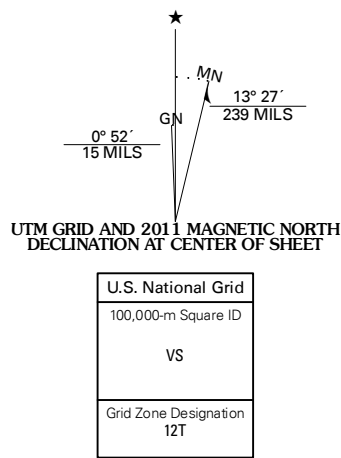 MN
GN
13° 27´
239 MILS
0° 52´
15 MILS
UTM GRID AND 2011 MAGNETIC NORTH
DECLINATION AT CENTER OF SHEET
U.S. National Grid
100,000-m Square ID
VS
Grid Zone Designation
12T